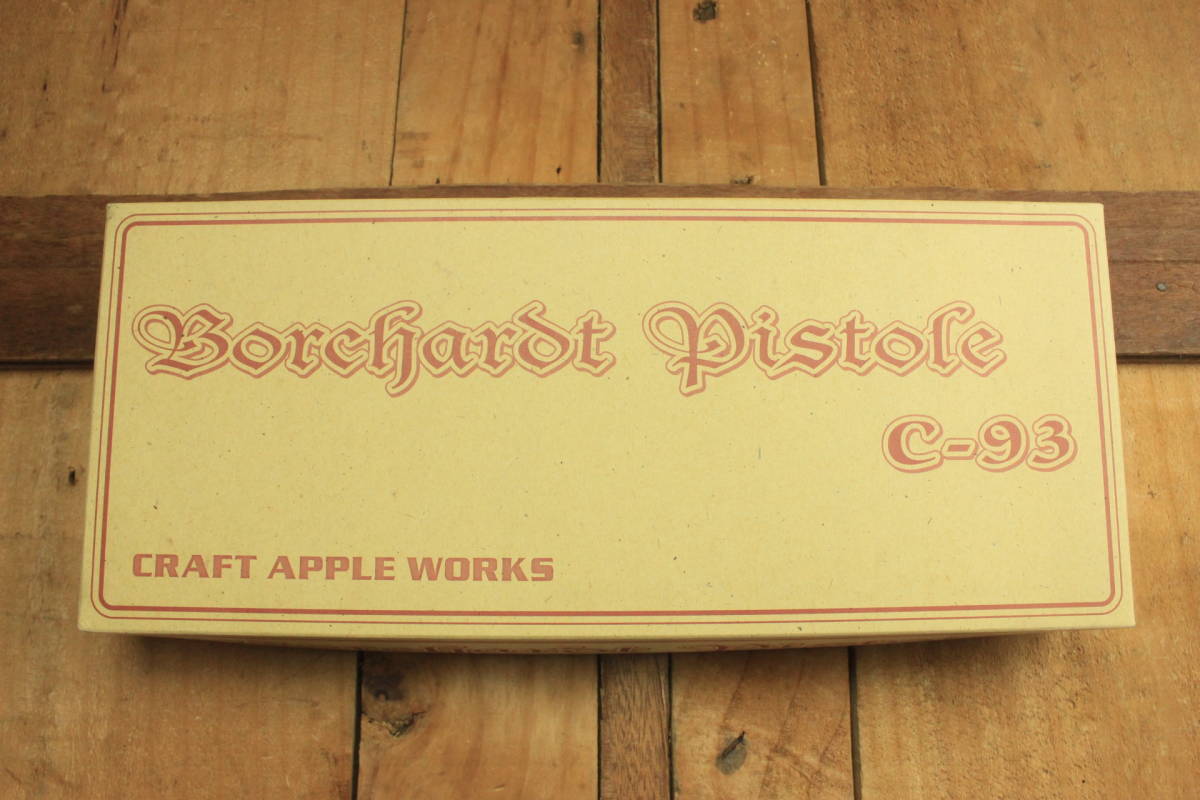 Borchardt Pistole
C-93
CRAFT APPLE WORKS